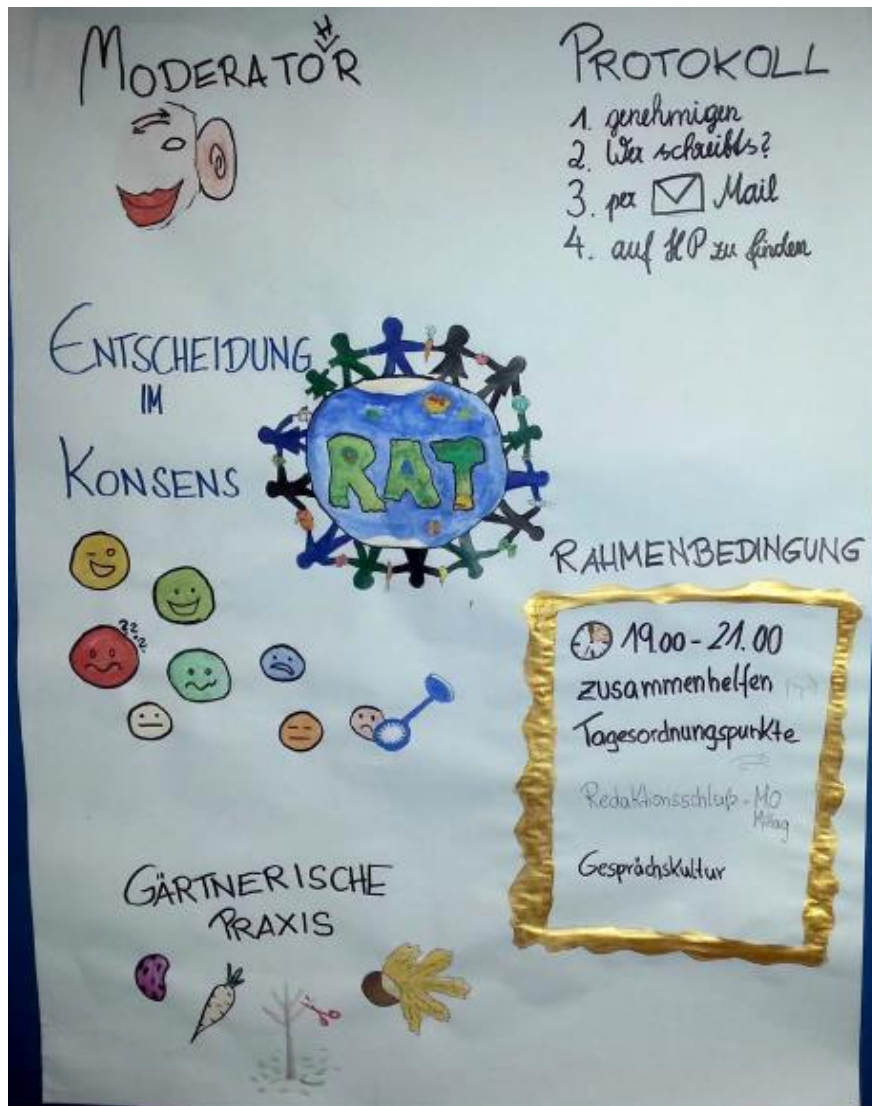 MODERATOR
H
PROTOKOLL
1. genehmigen
2. Wer schreibts?
3. per Mail
4. auf HP zu finden
ENTSCHEIDUNG
IM
KONSENS
RAT
RAHMENBEDINGUNG
19.00 - 21.00
zusammenhelfen
Tagesordnungspunkte
Redaktionsschluß - MO
Mittag
Gesprächskultur
GÄRTNERISCHE
PRAXIS